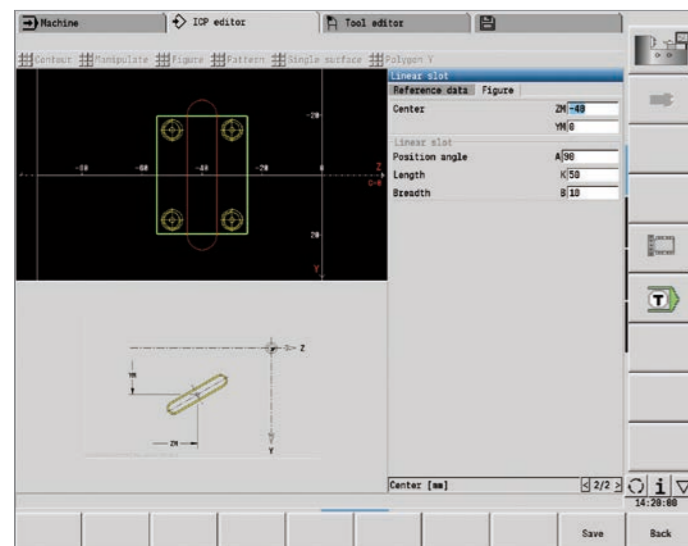 Machine ICP editor Tool editor
Contour Manipulate Figure Pattern Single surface Polygon Y
Linear slot
Reference data Figure
Center ZM -40
YM 0
Linear slot
Position angle A 90
Length K 50
Breadth B 10
-20
-80 -60 -40 -20 0 Z
C=0
20
Y
Z
YM
ZM
Y
T
Center [mm] < 2/2 >
i
14:20:00
Save Back